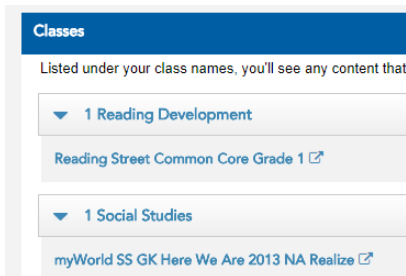 Classes
Listed under your class names, you'll see any content that
1 Reading Development
Reading Street Common Core Grade 1
1 Social Studies
myWorld SS GK Here We Are 2013 NA Realize